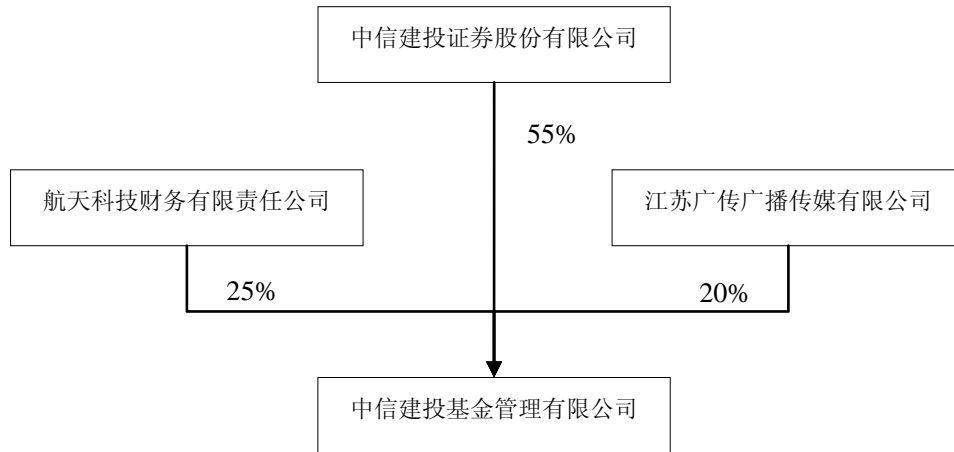 中信建投证券股份有限公司
55%
航天科技财务有限责任公司
江苏广传广播传媒有限公司
25%
20%
中信建投基金管理有限公司